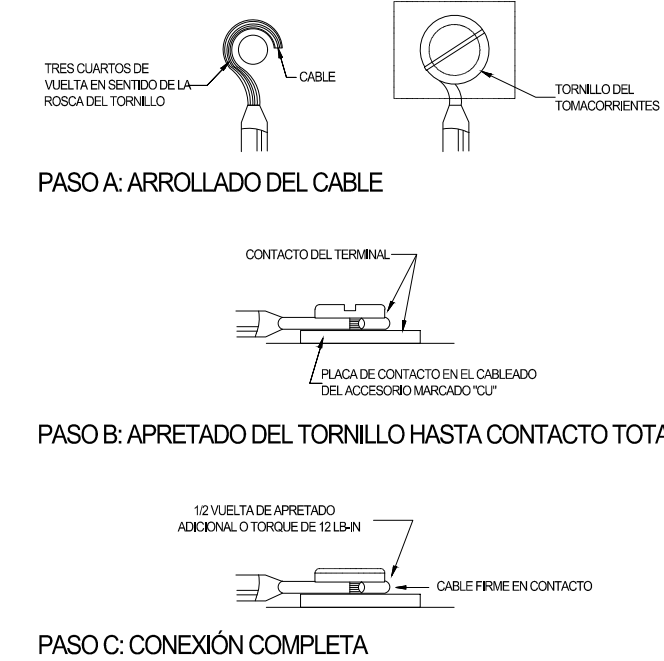 TRES CUARTOS DE
VUELTA EN SENTIDO DE LA
ROSCA DEL TORNILLO
CABLE
TORNILLO DEL
TOMACORRIENTES
PASO A: ARROLLADO DEL CABLE
CONTACTO DEL TERMINAL
PLACA DE CONTACTO EN EL CABLEADO
DEL ACCESORIO MARCADO "CU"
PASO B: APRETADO DEL TORNILLO HASTA CONTACTO TOTA
1/2 VUELTA DE APRETADO
ADICIONAL O TORQUE DE 12 LB-IN
CABLE FIRME EN CONTACTO
PASO C: CONEXIÓN COMPLETA